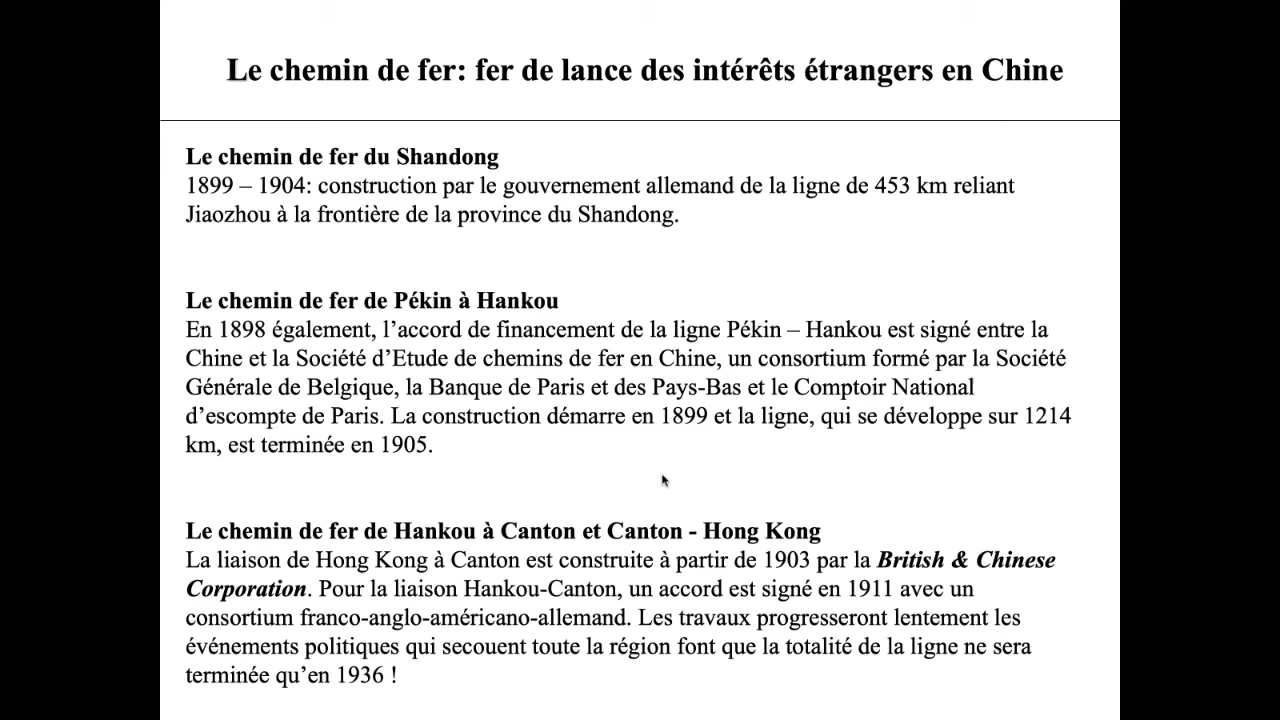 Le chemin de fer: fer de lance des intérêts étrangers en Chine
Le chemin de fer du Shandong
1899 – 1904: construction par le gouvernement allemand de la ligne de 453 km reliant
Jiaozhou à la frontière de la province du Shandong.
Le chemin de fer de Pékin à Hankou
En 1898 également, l’accord de financement de la ligne Pékin – Hankou est signé entre la
Chine et la Société d’Etude de chemins de fer en Chine, un consortium formé par la Société
Générale de Belgique, la Banque de Paris et des Pays-Bas et le Comptoir National
d’escompte de Paris. La construction démarre en 1899 et la ligne, qui se développe sur 1214
km, est terminée en 1905.
Le chemin de fer de Hankou à Canton et Canton - Hong Kong
La liaison de Hong Kong à Canton est construite à partir de 1903 par la British & Chinese
Corporation. Pour la liaison Hankou-Canton, un accord est signé en 1911 avec un
consortium franco-anglo-américano-allemand. Les travaux progresseront lentement les
événements politiques qui secouent toute la région font que la totalité de la ligne ne sera
terminée qu’en 1936 !